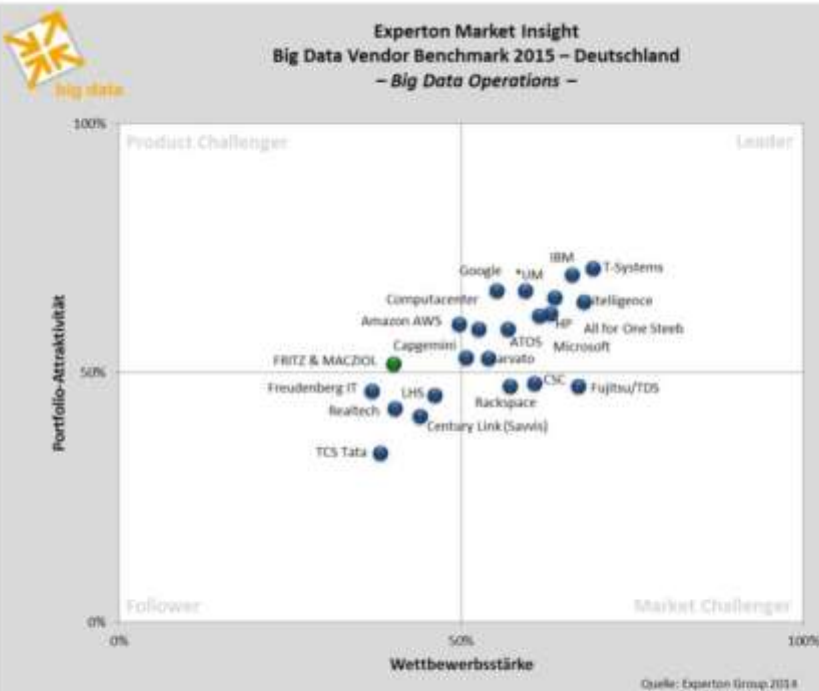 Experton Market Insight
Big Data Vendor Benchmark 2015 – Deutschland
– Big Data Operations –
big data
100%
Product Challenger
Leader
IBM
T-Systems
Google
*UM
Computacenter
itelligence
Amazon AWS
HP
All for One Steeb
Capgemini
ATOS
Microsoft
FRITZ & MACZIOL
arvato
50%
Freudenberg IT
LHS
CSC
Fujitsu/TDS
Realtech
Rackspace
Century Link (Savvis)
TCS Tata
Portfolio-Attraktivität
Follower
Market Challenger
0%
0%
50%
100%
Wettbewerbsstärke
Quelle: Experton Group 2014